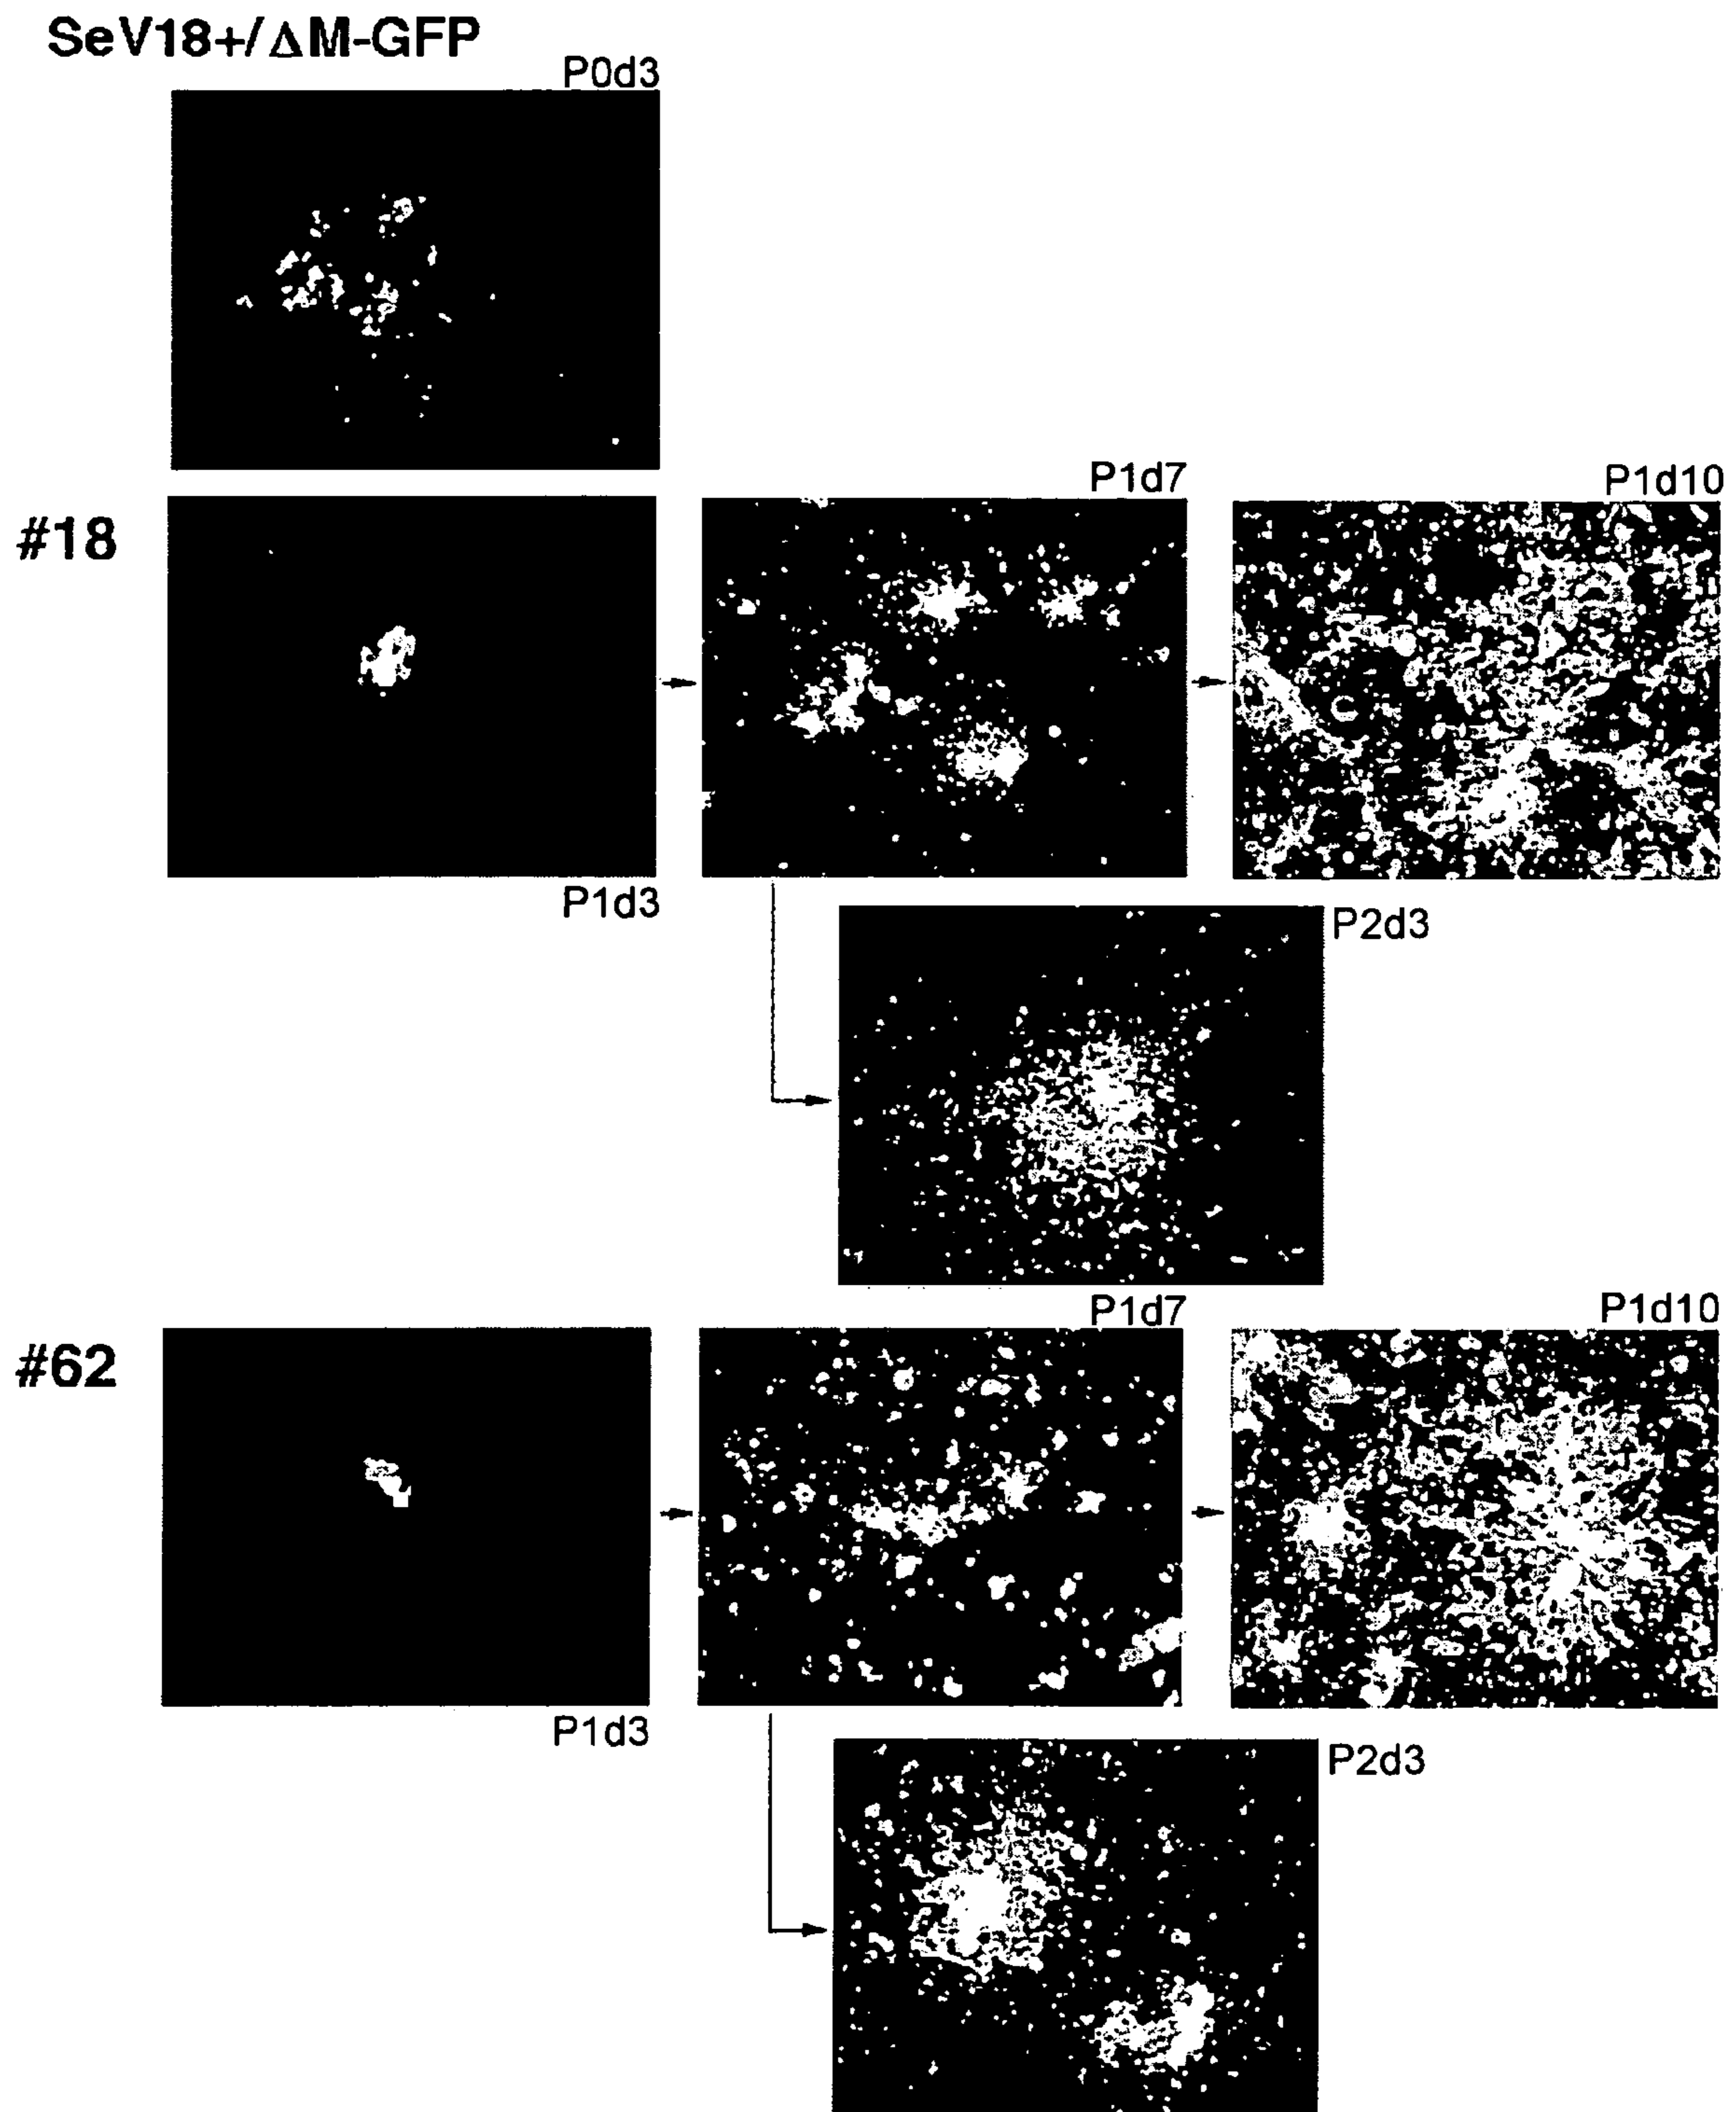 SeV18+/ΔM-GFP
P0d3
#18
P1d3
P1d7
P1d10
P2d3
#62
P1d3
P1d7
P1d10
P2d3